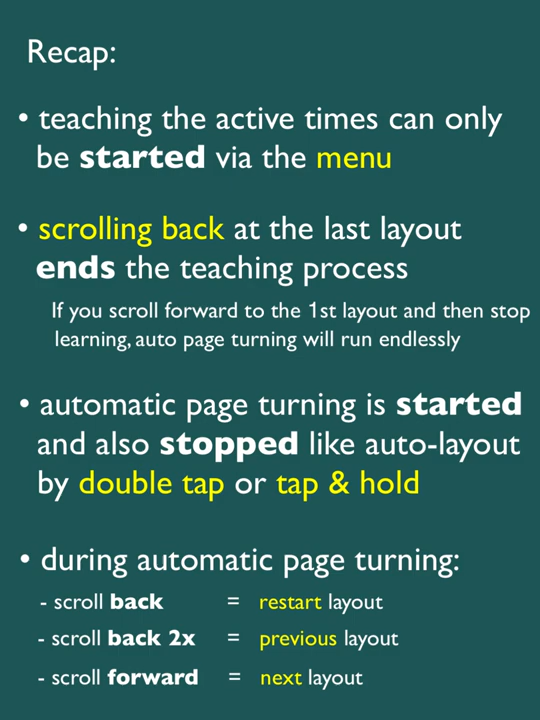 Recap:
• teaching the active times can only
be started via the menu
• scrolling back at the last layout
ends the teaching process
If you scroll forward to the 1st layout and then stop
learning, auto page turning will run endlessly
• automatic page turning is started
and also stopped like auto-layout
by double tap or tap & hold
• during automatic page turning:
- scroll back = restart layout
- scroll back 2x = previous layout
- scroll forward = next layout